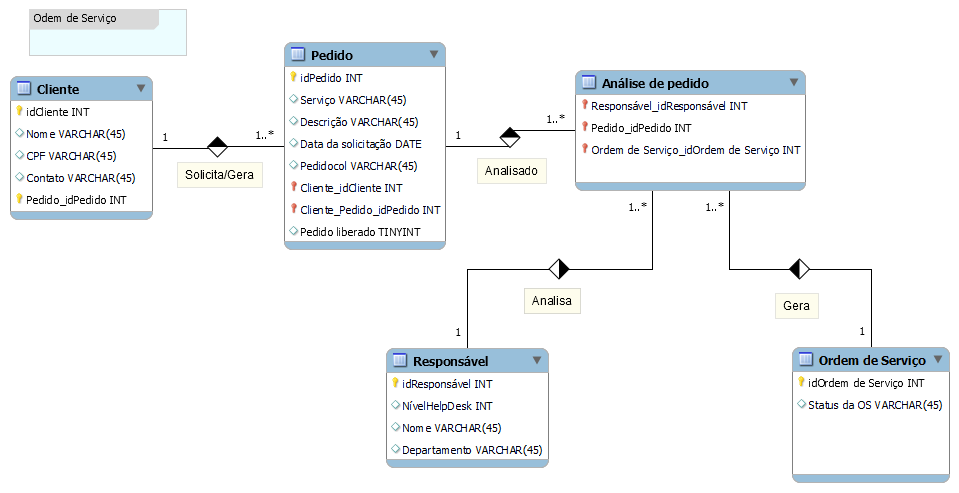 Odem de Serviço
Cliente
idCliente INT
Nome VARCHAR(45)
CPF VARCHAR(45)
Contato VARCHAR(45)
Pedido_idPedido INT
1
1..*
Solicita/Gera
Pedido
idPedido INT
Serviço VARCHAR(45)
Descrição VARCHAR(45)
Data da solicitação DATE
Pedidocol VARCHAR(45)
Cliente_idCliente INT
Cliente_Pedido_idPedido INT
Pedido liberado TINYINT
1
1..*
Analisado
Análise de pedido
Responsável_idResponsável INT
Pedido_idPedido INT
Ordem de Serviço_idOrdem de Serviço INT
1..*
1..*
Analisa
Gera
1
1
Responsável
idResponsável INT
NívelHelpDesk INT
Nome VARCHAR(45)
Departamento VARCHAR(45)
Ordem de Serviço
idOrdem de Serviço INT
Status da OS VARCHAR(45)